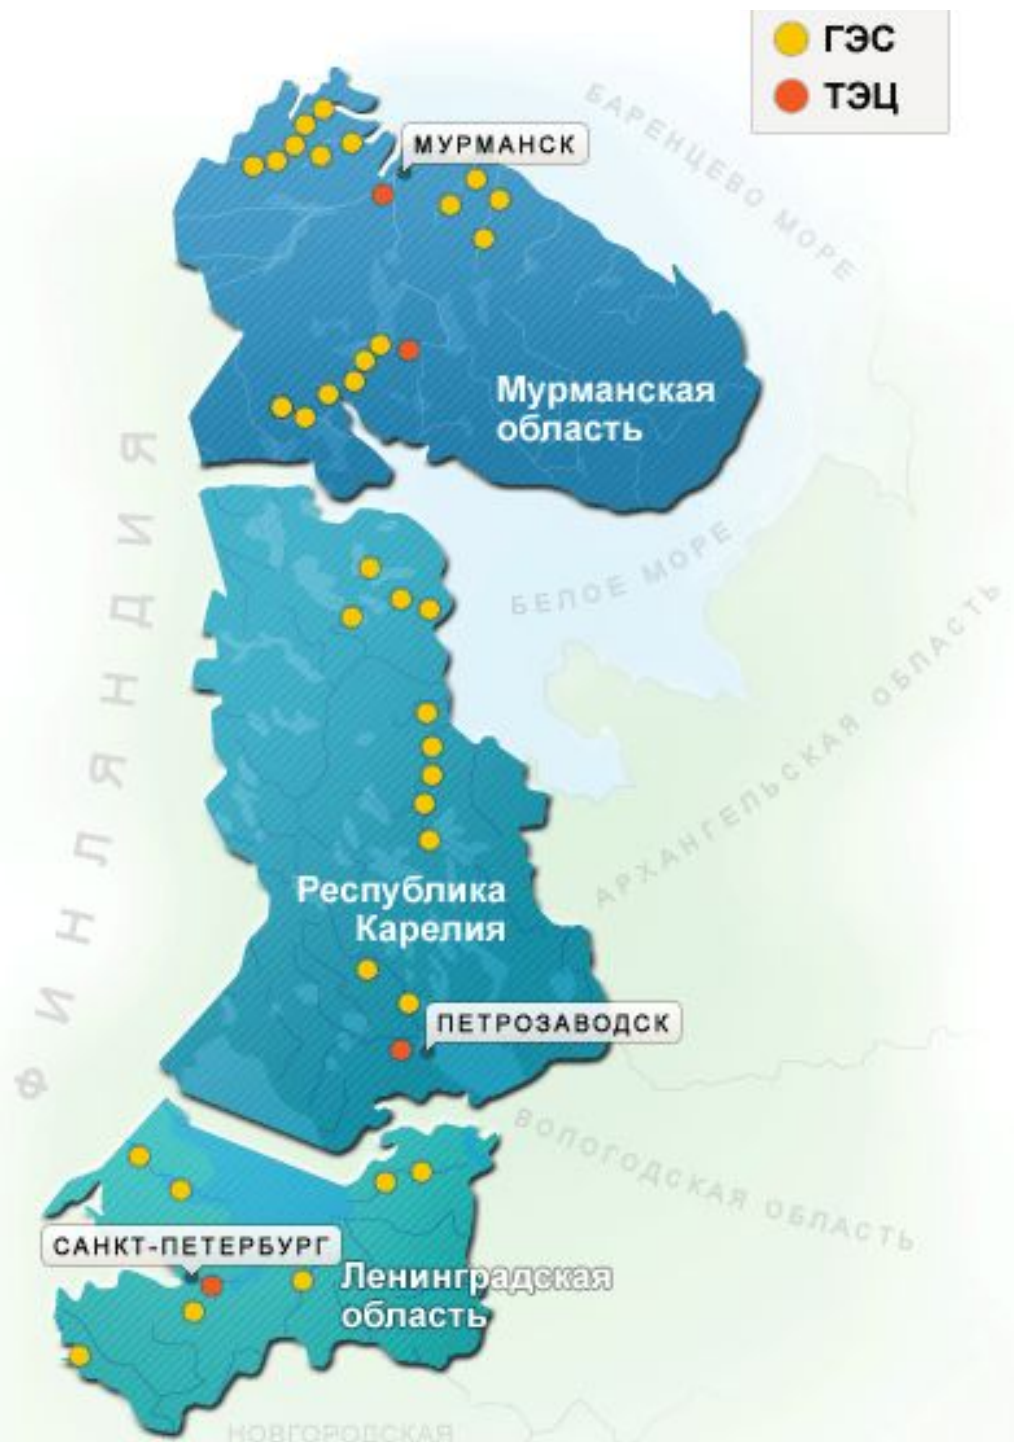 ГЭС
ТЭЦ
БАРЕНЦЕВО МОРЕ
МУРМАНСК
Мурманская
область
ФИНЛЯНДИЯ
БЕЛОЕ МОРЕ
АРХАНГЕЛЬСКАЯ ОБЛАСТЬ
Республика
Карелия
ПЕТРОЗАВОДСК
ВОЛОГОДСКАЯ ОБЛАСТЬ
САНКТ-ПЕТЕРБУРГ
Ленинградская
область
НОВГОРОДСКАЯ